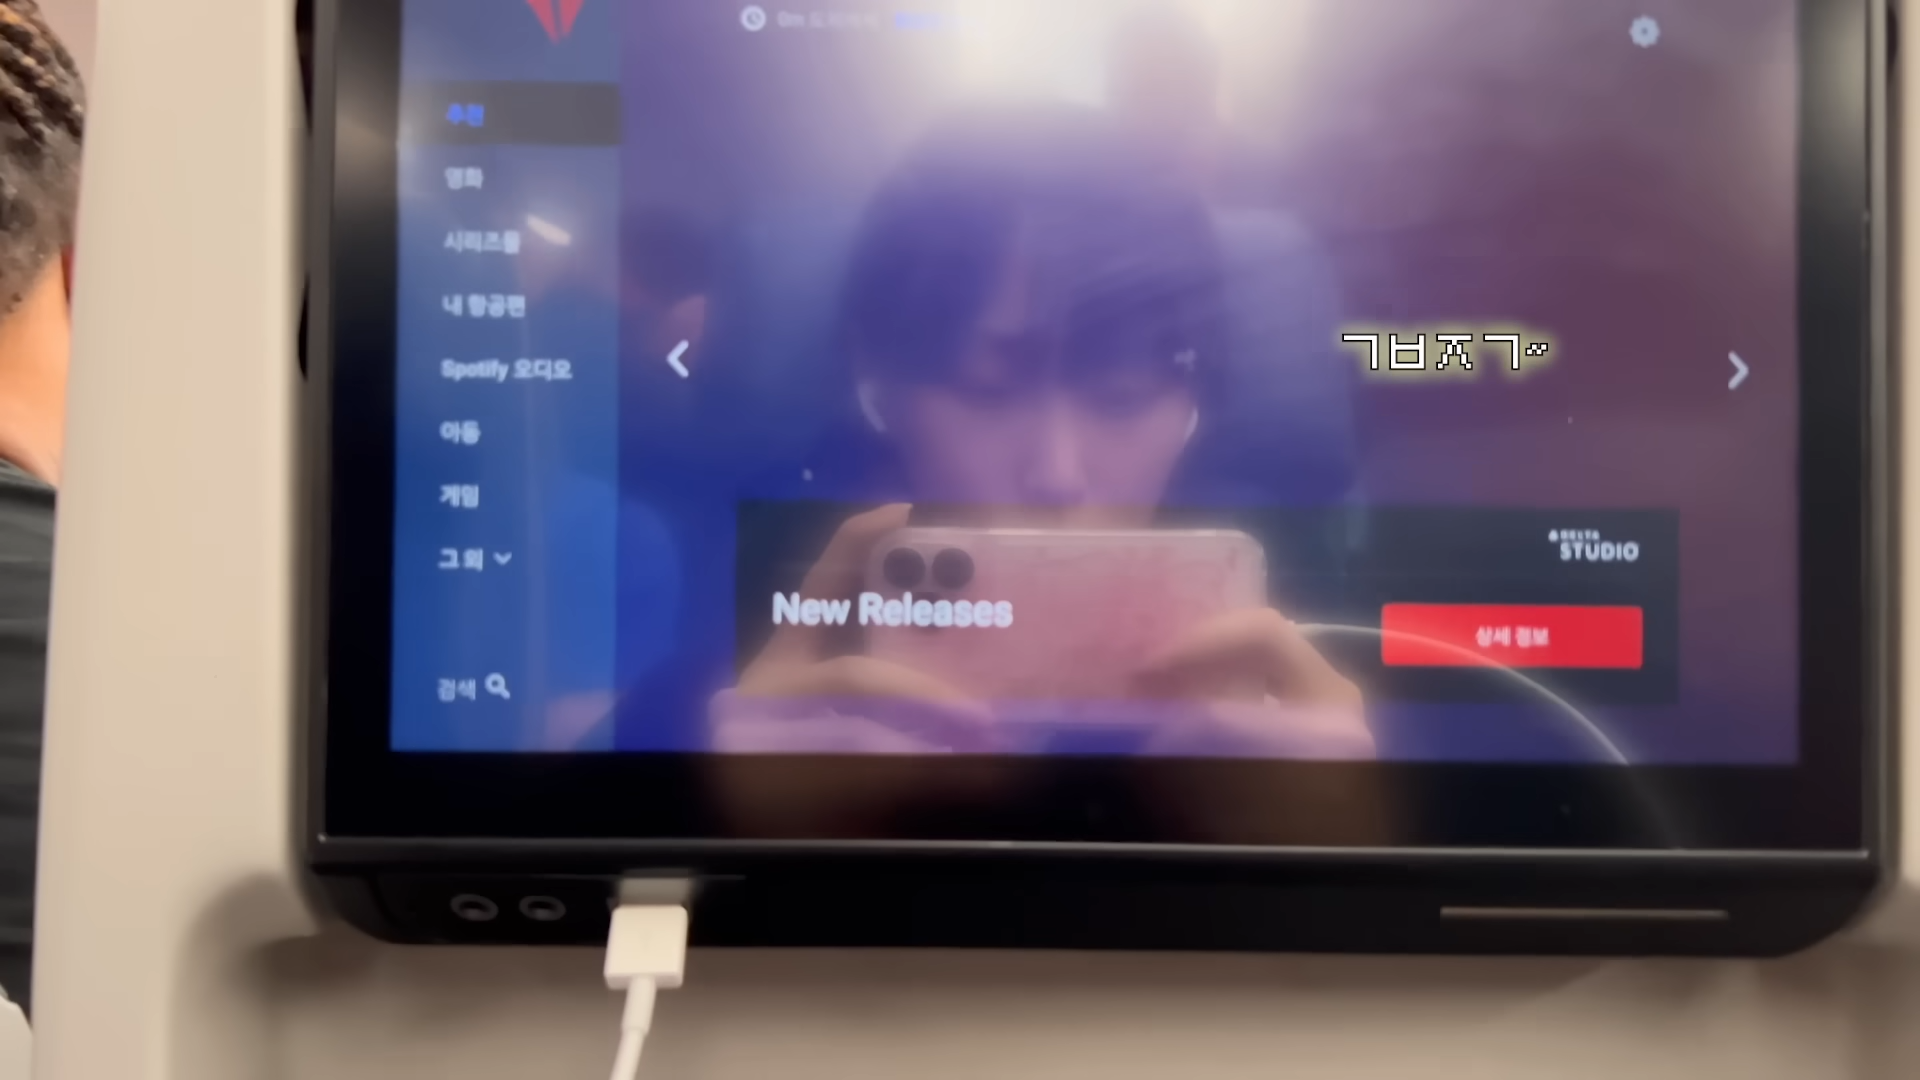 추천
영화
시리즈물
내 항공편
Spotify 오디오
아동
게임
그 외
검색
ㄱㅂㅈㄱ~
New Releases
DELTA
STUDIO
상세 정보